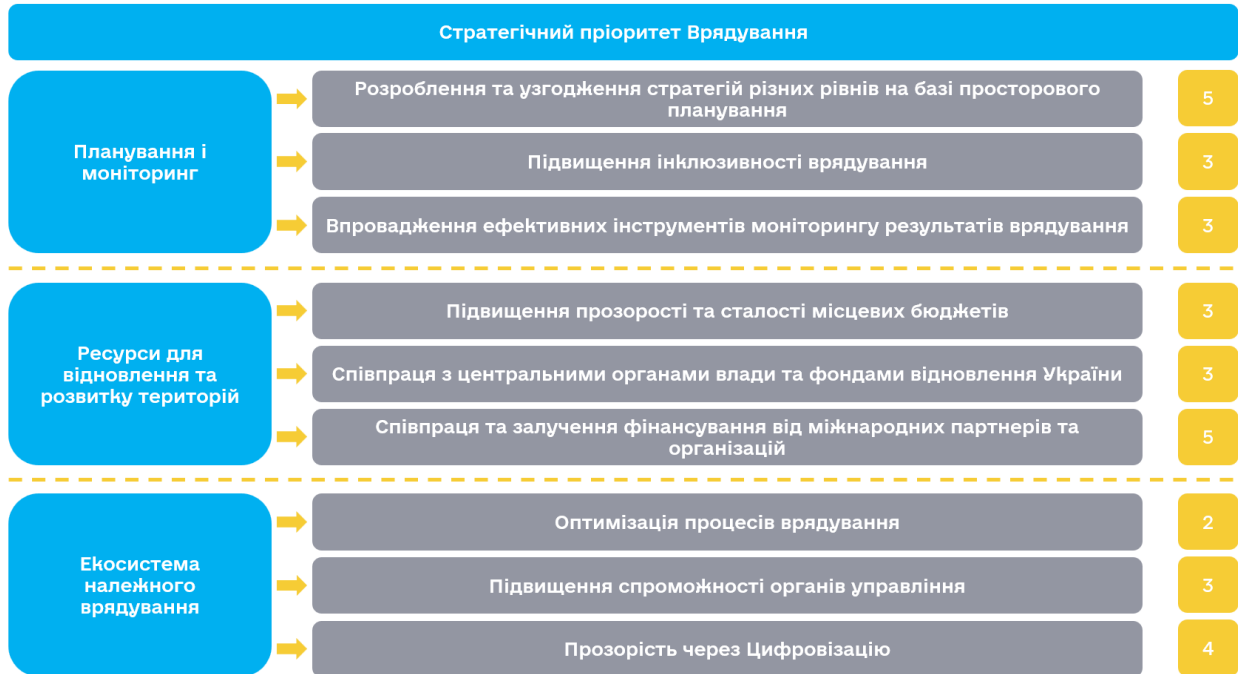 Стратегічний пріоритет Врядування
Планування і
моніторинг
Розроблення та узгодження стратегій різних рівнів на базі просторового
планування
5
Підвищення інклюзивності врядування
3
Впровадження ефективних інструментів моніторингу результатів врядування
3
Ресурси для
відновлення та
розвитку територій
Підвищення прозорості та сталості місцевих бюджетів
3
Співпраця з центральними органами влади та фондами відновлення України
3
Співпраця та залучення фінансування від міжнародних партнерів та
організацій
5
Екосистема
належного
врядування
Оптимізація процесів врядування
2
Підвищення спроможності органів управління
3
Прозорість через Цифровізацію
4